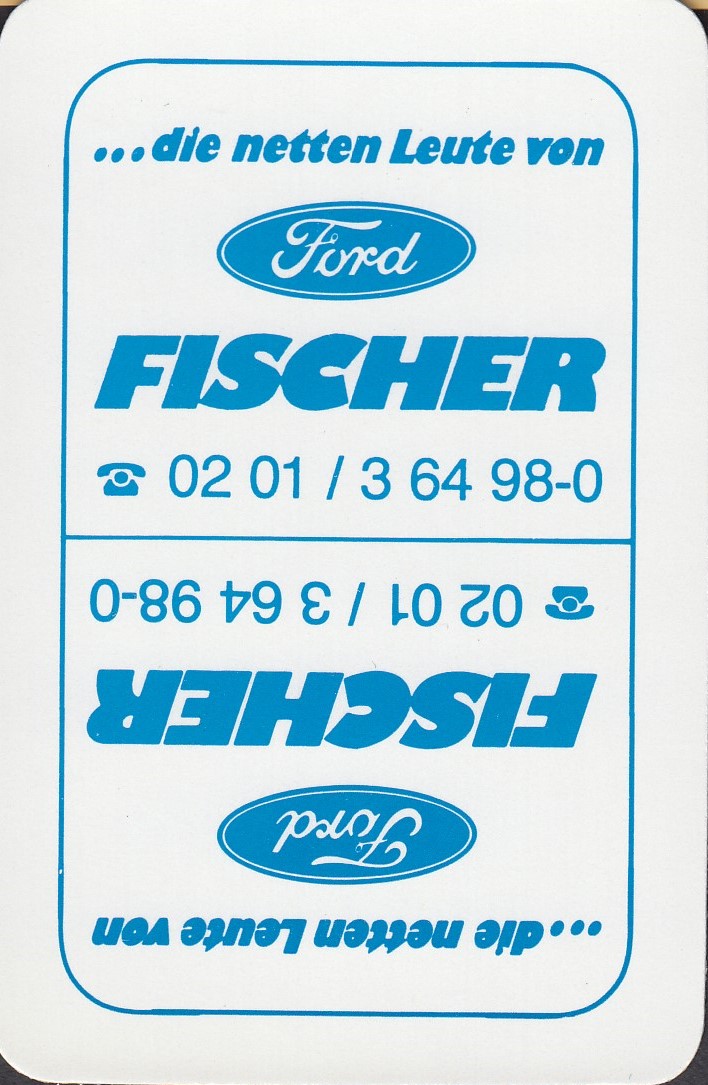 ...die netten Leute von
Ford
FISCHER
02 01 / 3 64 98-0
02 01 / 3 64 98-0
FISCHER
Ford
...die netten Leute von